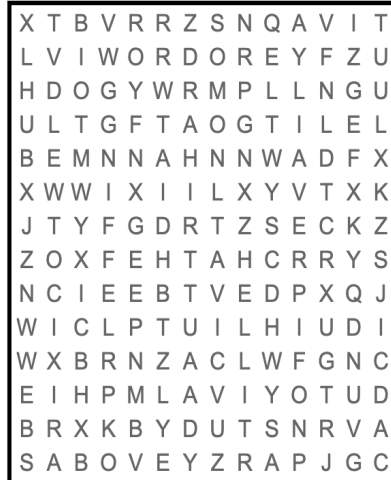 X T B V R R Z S N Q A V I T
L V I W O R D O R E Y F Z U
H D O G Y W R M P L L N G U
U L T G F T A O G T I L E L
B E M N N A H N N W A D F X
X W W I X I I L X Y V T X K
J T Y F G D R T Z S E C K Z
Z O X F E H T A H C R R Y S
N C I E E B T V E D P X Q J
W I C L P T U I L H I U D I
W X B R N Z A C L W F G N C
E I H P M L A V I Y O T U D
B R X K B Y D U T S N R V A
S A B O V E Y Z R A P J G C